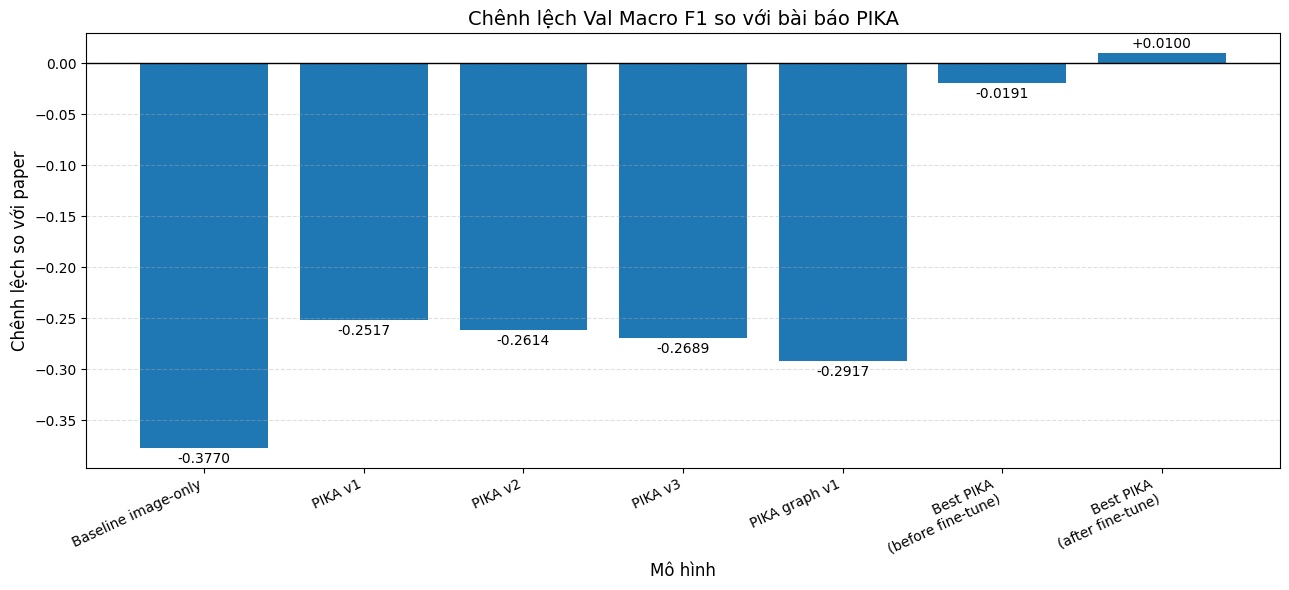 Chênh lệch Val Macro F1 so với bài báo PIKA
Chênh lệch so với paper
0.00
−0.05
−0.10
−0.15
−0.20
−0.25
−0.30
−0.35
-0.3770
-0.2517
-0.2614
-0.2689
-0.2917
-0.0191
+0.0100
Baseline image-only
PIKA v1
PIKA v2
PIKA v3
PIKA graph v1
Best PIKA
(before fine-tune)
Best PIKA
(after fine-tune)
Mô hình